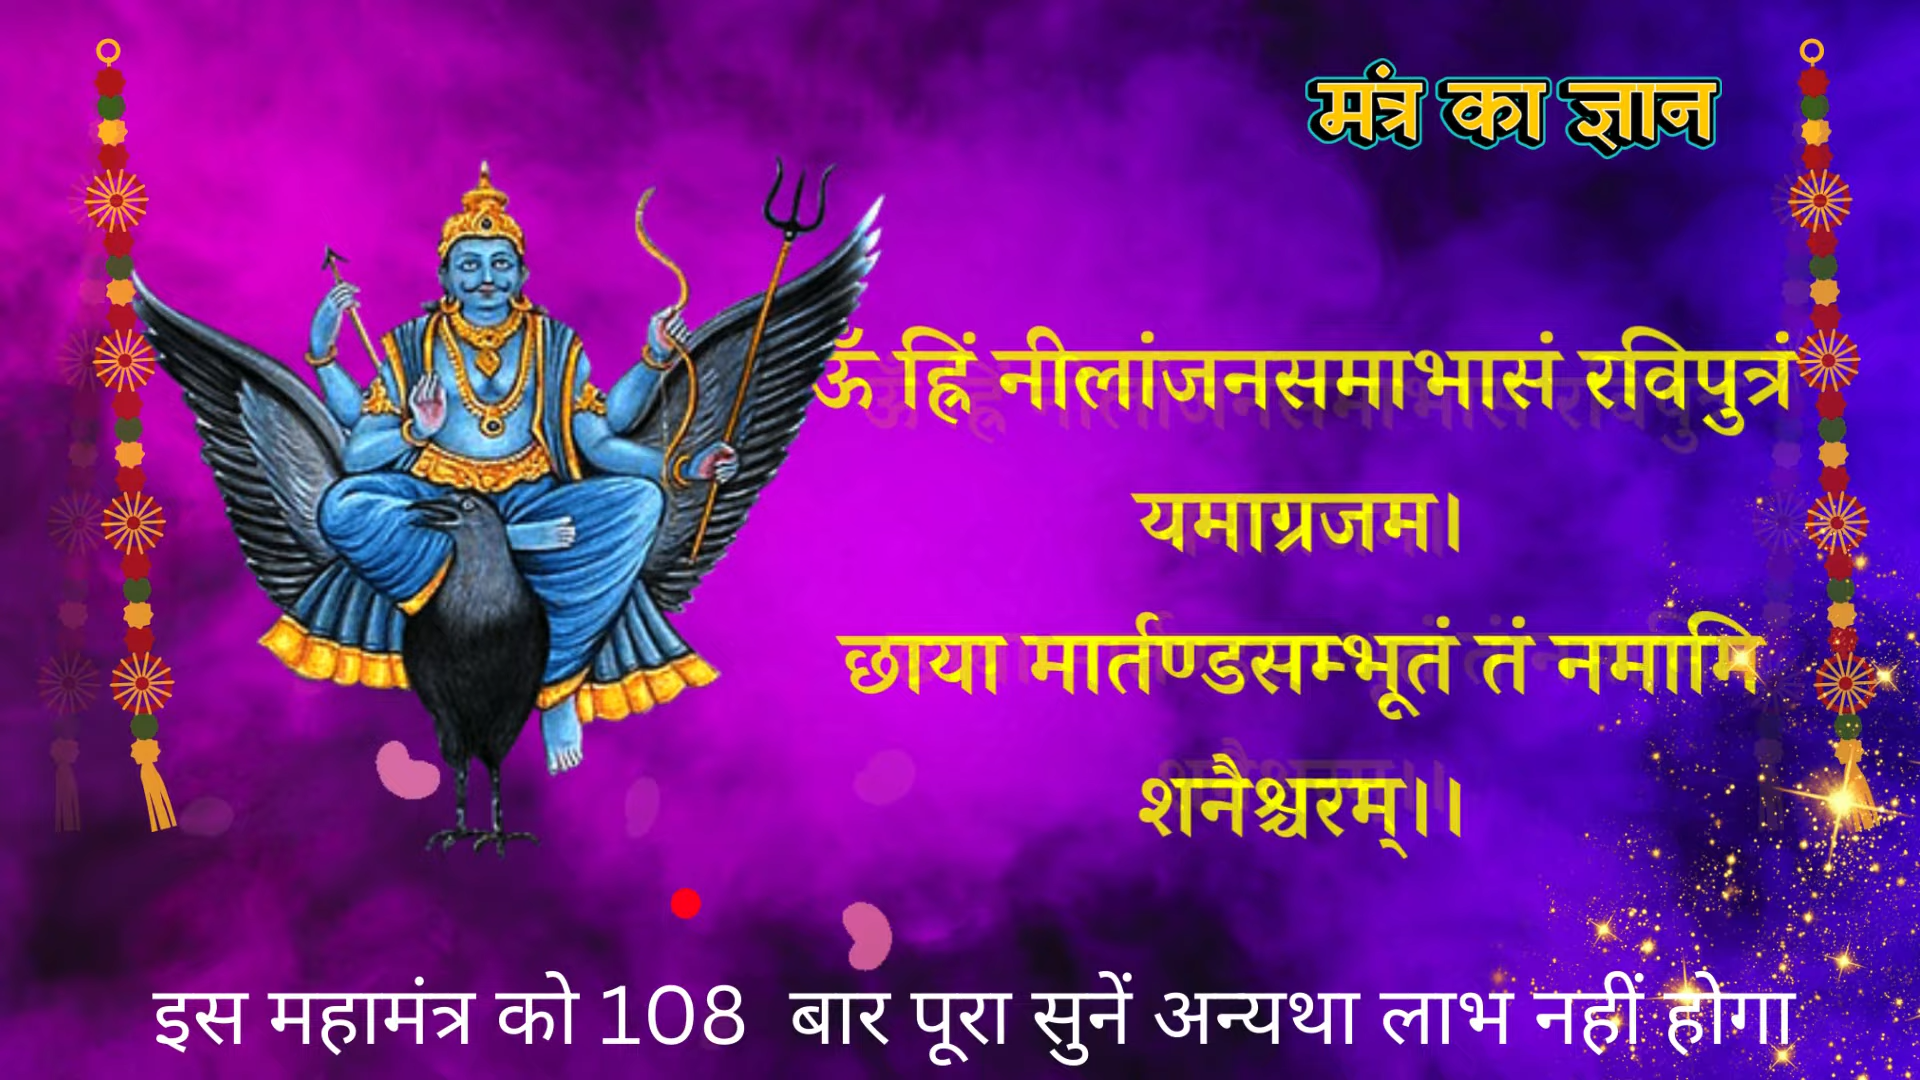 मंत्र का ज्ञान
ॐ ह्रिं नीलांजनसमाभासं रविपुत्रं
यमाग्रजम।
छाया मार्तण्डसम्भूतं तं नमामि
शनैश्चरम्।।
इस महामंत्र को 108 बार पूरा सुनें अन्यथा लाभ नहीं होगा